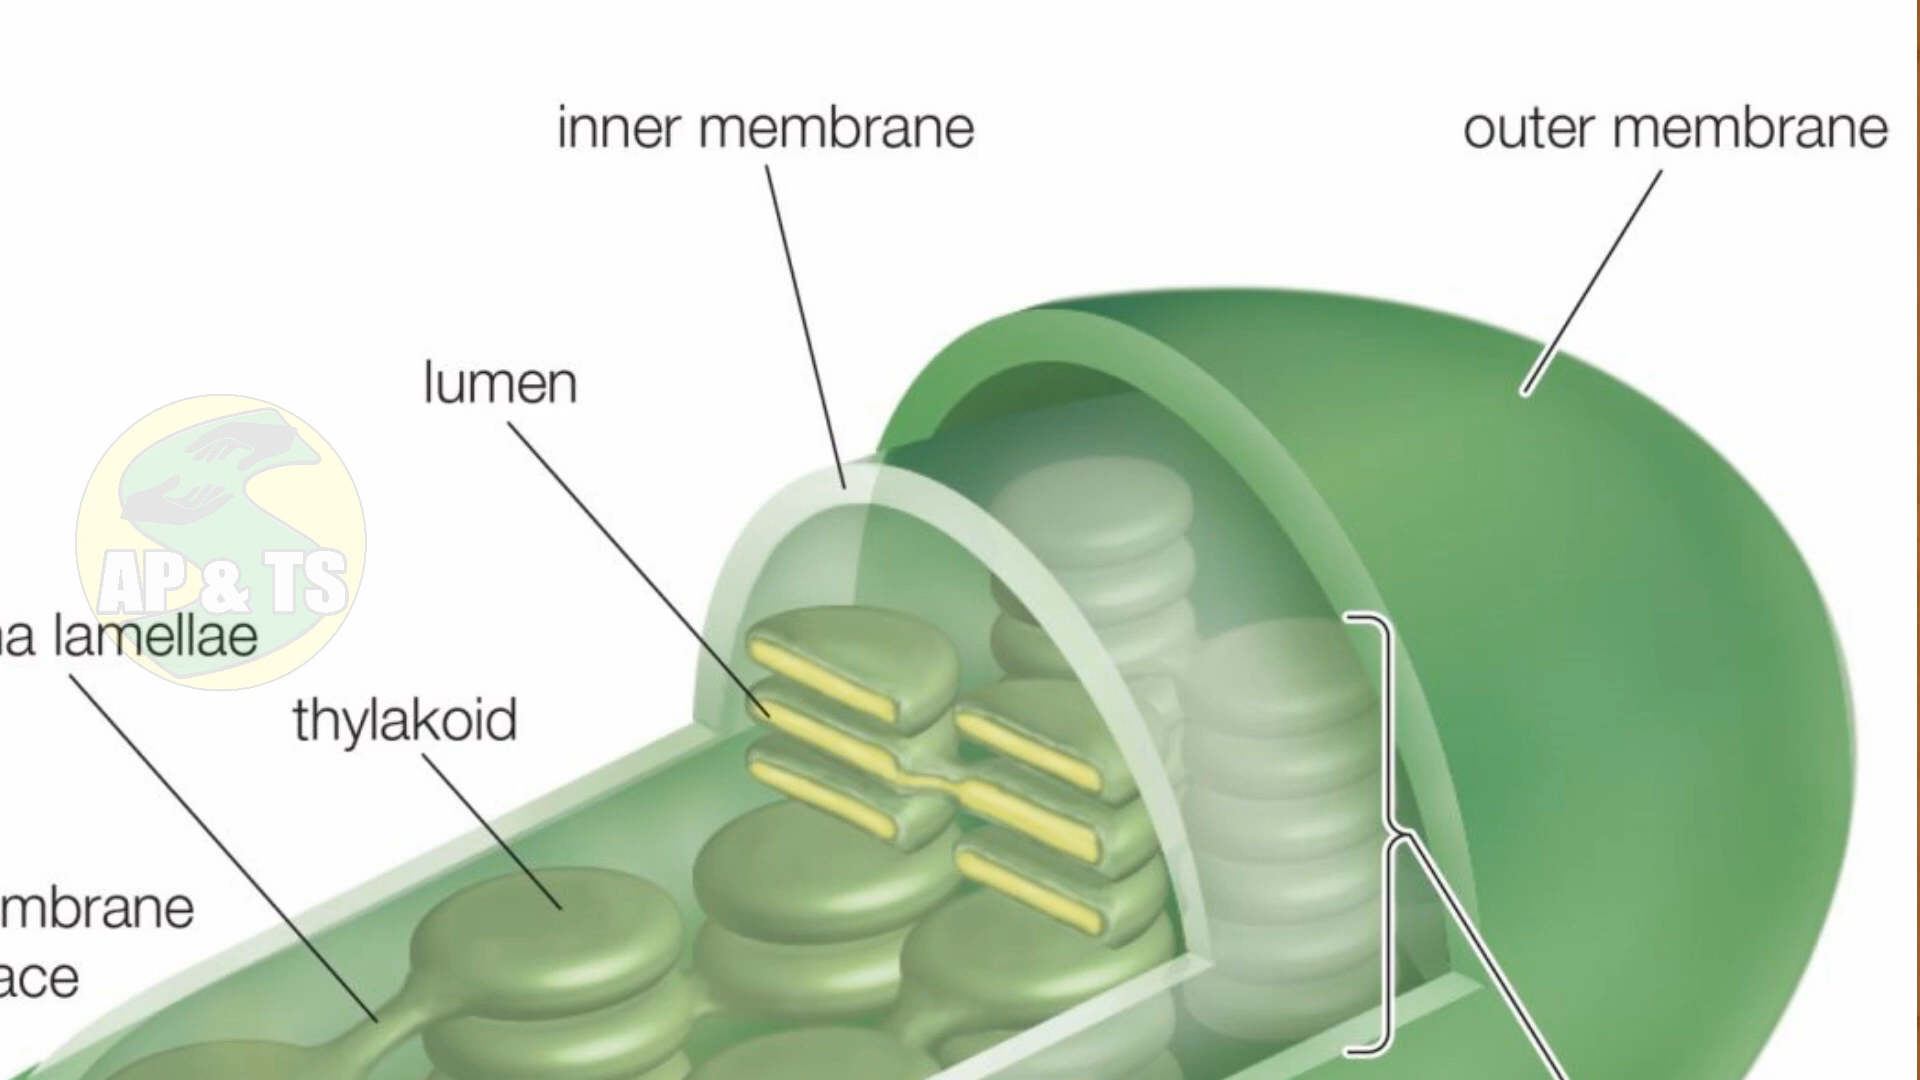 inner membrane
outer membrane
lumen
AP & TS
a lamellae
thylakoid
mbrane
ace